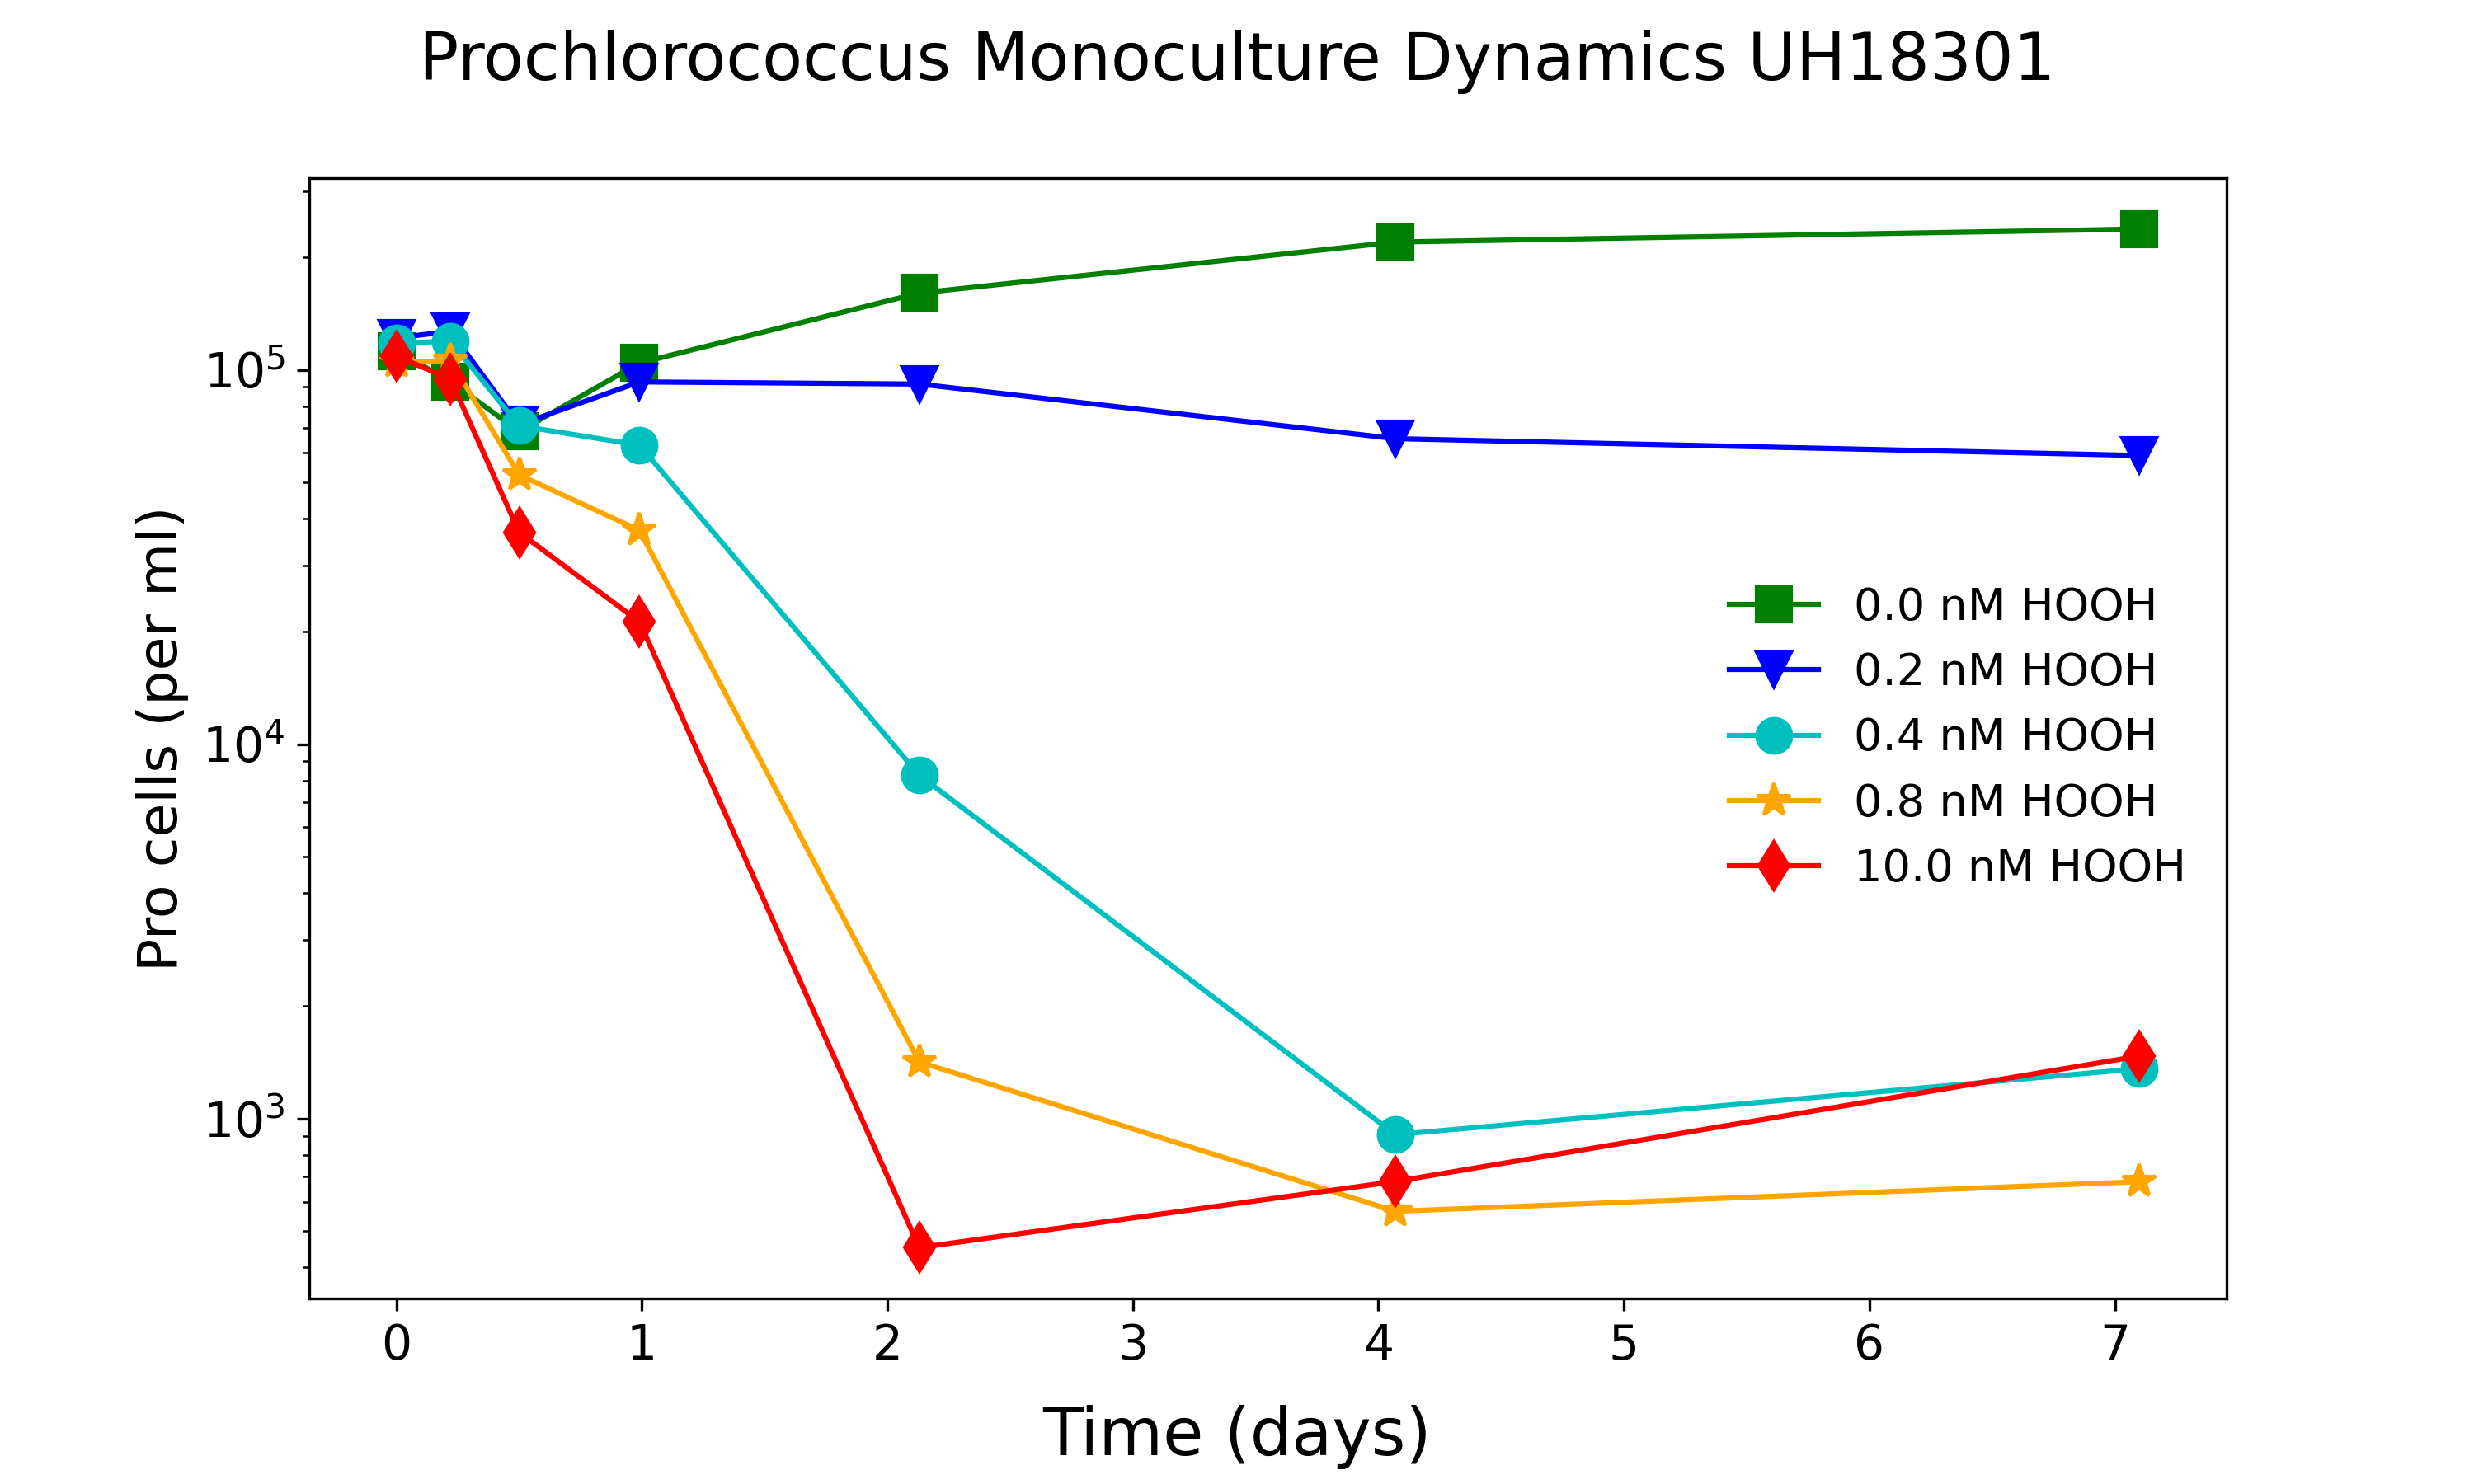 Prochlorococcus Monoculture Dynamics UH18301
Pro cells (per ml)
10⁵
10⁴
10³
0.0 nM HOOH
0.2 nM HOOH
0.4 nM HOOH
0.8 nM HOOH
10.0 nM HOOH
0 1 2 3 4 5 6 7
Time (days)